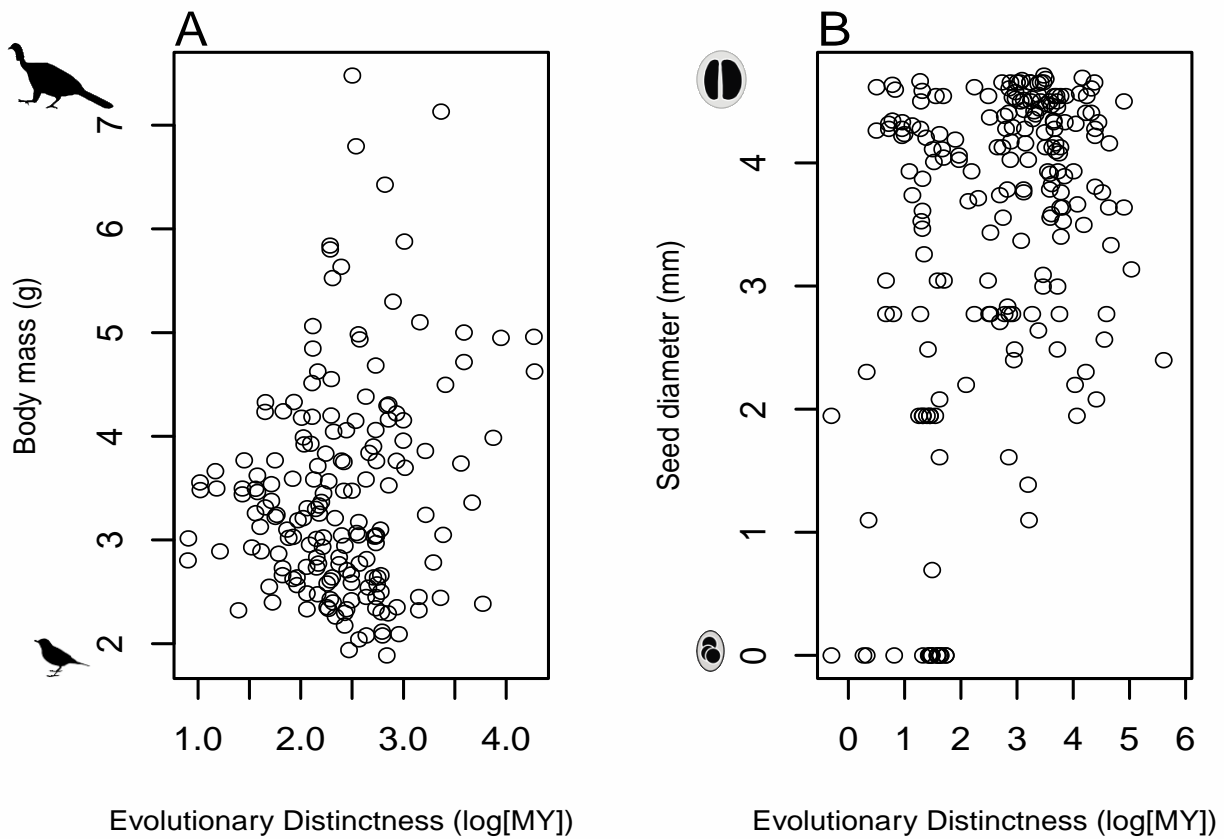 A
Body mass (g)
7
6
5
4
3
2
1.0 2.0 3.0 4.0
Evolutionary Distinctness (log[MY])
B
Seed diameter (mm)
4
3
2
1
0
0 1 2 3 4 5 6
Evolutionary Distinctness (log[MY])